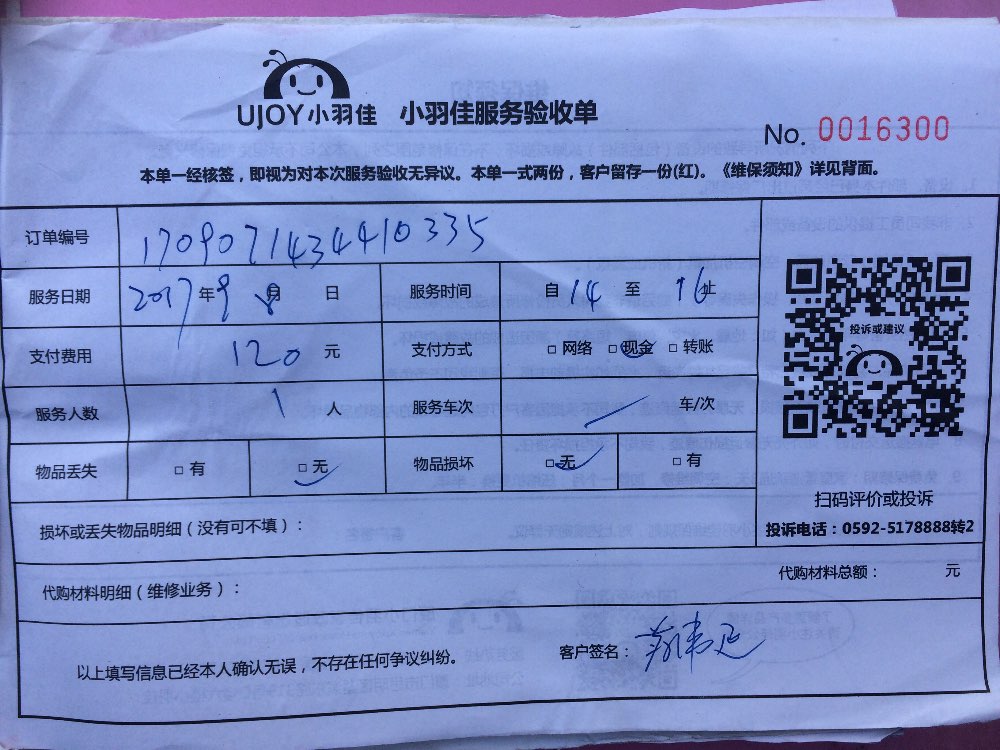 UJOY小羽佳 小羽佳服务验收单
No. 0016300
本单一经核签，即视为对本次服务验收无异议。本单一式两份，客户留存一份(红)。《维保须知》详见背面。
订单编号 1709071434410335
服务日期 2017年9月8日 服务时间 自14至16止
支付费用 120元 支付方式 □网络 □现金 □转账
投诉或建议
服务人数 1人 服务车次 车/次
物品丢失 □有 □无 物品损坏 □无 □有
扫码评价或投诉
投诉电话：0592-5178888转2
损坏或丢失物品明细（没有可不填）：
代购材料明细（维修业务）： 代购材料总额： 元
以上填写信息已经本人确认无误，不存在任何争议纠纷。 客户签名：